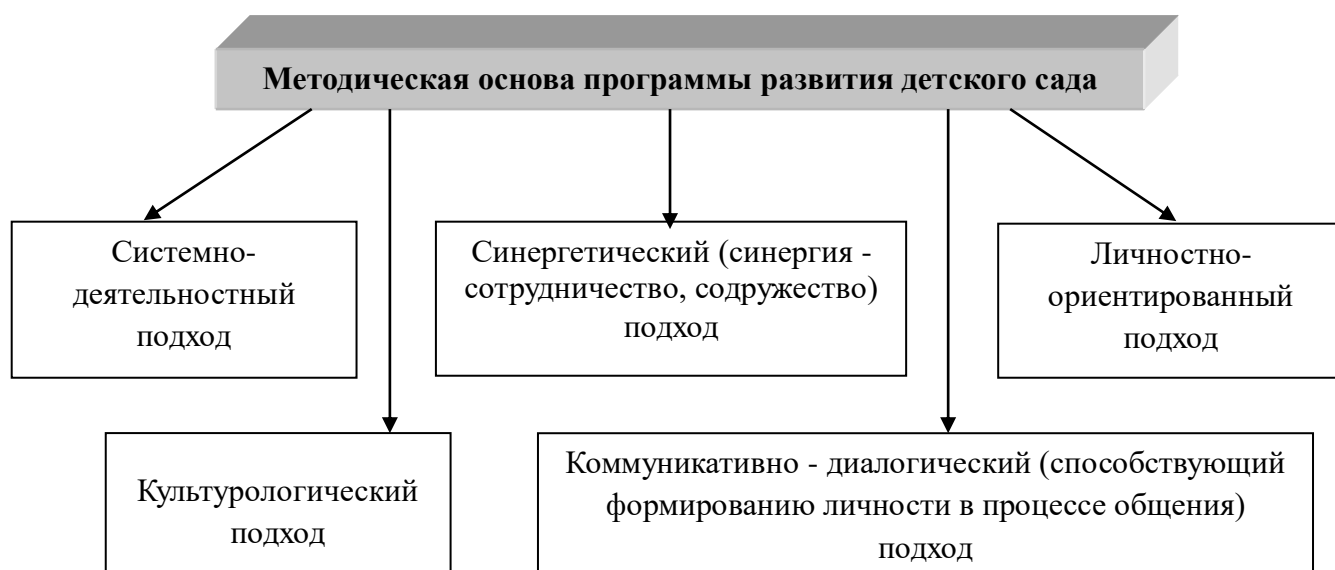 Методическая основа программы развития детского сада
Системно-
деятельностный
подход
Синергетический (синергия -
сотрудничество, содружество)
подход
Личностно-
ориентированный
подход
Культурологический
подход
Коммуникативно - диалогический (способствующий
формированию личности в процессе общения)
подход